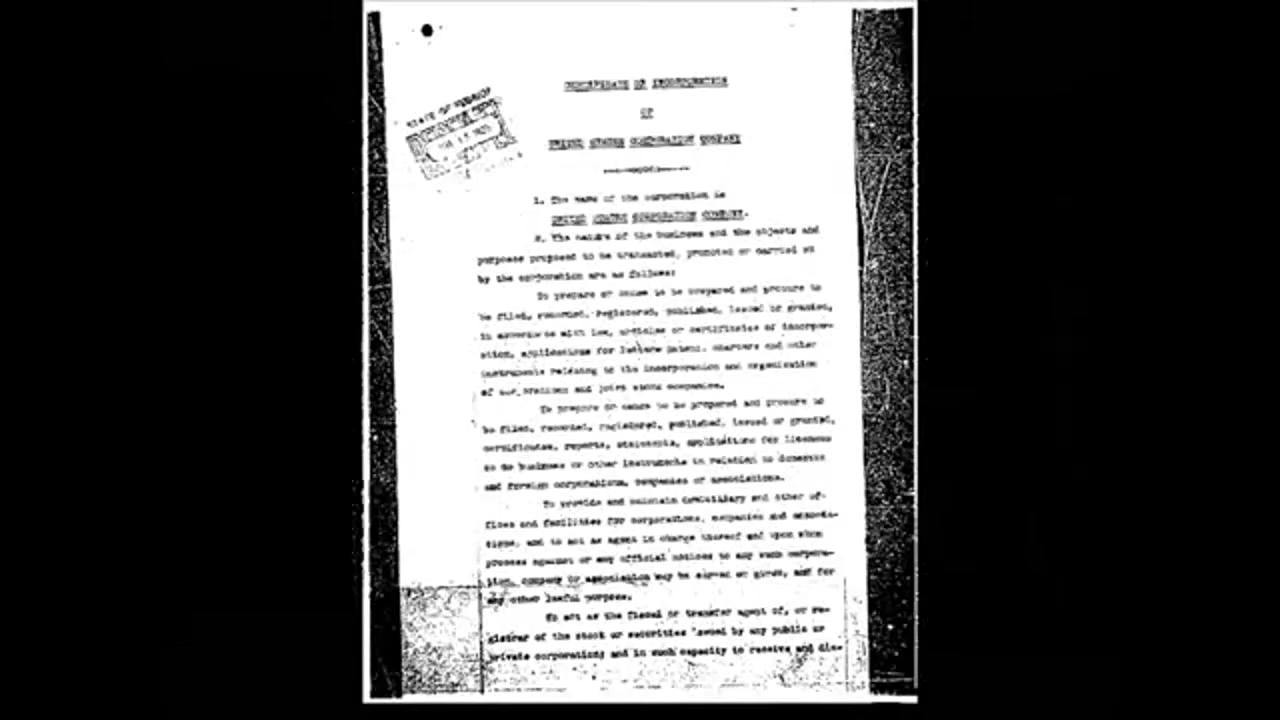 CERTIFICATE OF INCORPORATION
OF
UNITED STATES CORPORATION COMPANY
STATE OF
1. The name of the corporation is
UNITED STATES CORPORATION COMPANY.
2. The nature of the business and the objects and
purposes proposed to be transacted, promoted or carried on
by the corporation are as follows:
To prepare or cause to be prepared and procure to
be filed, recorded, registered, published, issued or granted,
in accordance with law, articles or certificates of incorpor-
ation, applications for letters patent, charters and other
instruments relating to the incorporation and organization
of corporations and joint stock companies.
To prepare or cause to be prepared and procure to
be filed, recorded, registered, published, issued or granted,
certificates, reports, statements, applications for licenses
to do business or other instruments in relation to domestic
and foreign corporations, companies or associations.
To provide and maintain domiciliary and other of-
fices and facilities for corporations, companies and associa-
tions, and to act as agent in charge thereof and upon whom
process against or any official notices to any such corpora-
tion, company or association may be served or given, and for
any other lawful purpose.
To act as the fiscal or transfer agent of, or re-
gistrar of the stock or securities issued by any public or
private corporation; and in such capacity to receive and dis-